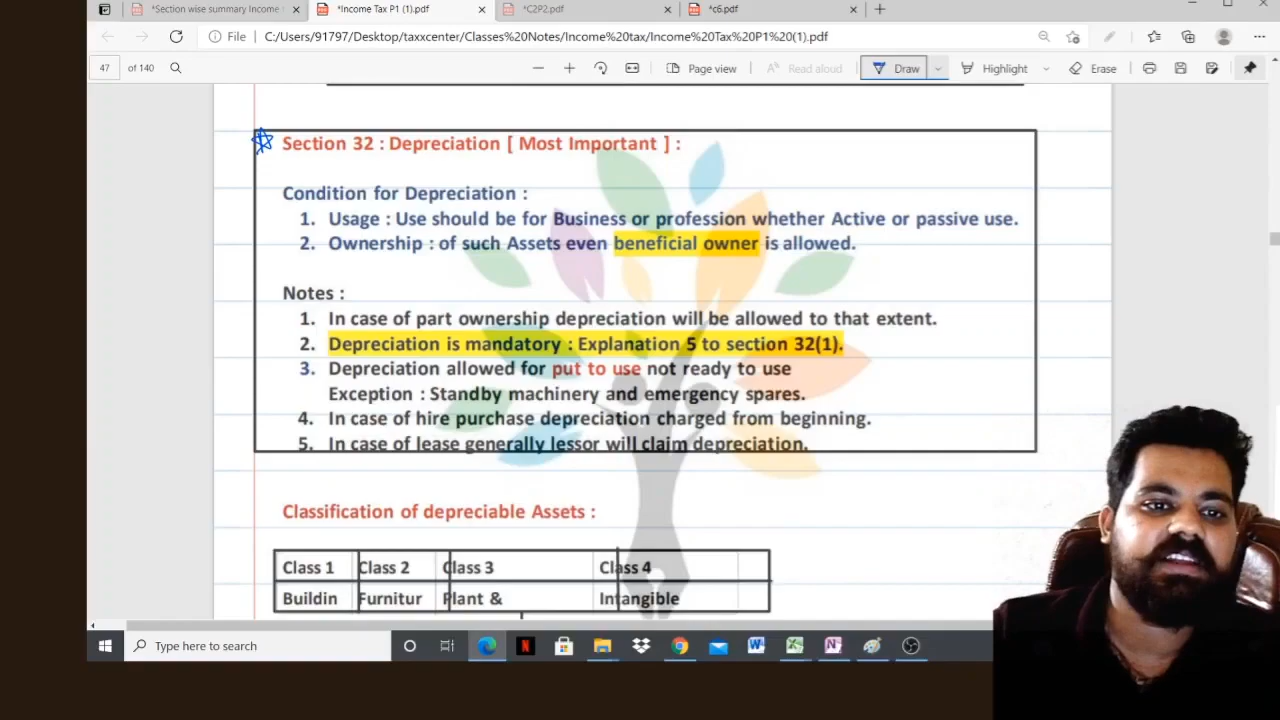 *Section wise summary Income
*Income Tax P1 (1).pdf
*C2P2.pdf
*c6.pdf
File
C:/Users/91797/Desktop/taxxcenter/Classes%20Notes/Income%20tax/Income%20Tax%20P1%20(1).pdf
47 of 140
Page view
Read aloud
Draw
Highlight
Erase
Section 32 : Depreciation [ Most Important ] :
Condition for Depreciation :
1. Usage : Use should be for Business or profession whether Active or passive use.
2. Ownership : of such Assets even beneficial owner is allowed.
Notes :
1. In case of part ownership depreciation will be allowed to that extent.
2. Depreciation is mandatory : Explanation 5 to section 32(1).
3. Depreciation allowed for put to use not ready to use
Exception : Standby machinery and emergency spares.
4. In case of hire purchase depreciation charged from beginning.
5. In case of lease generally lessor will claim depreciation.
Classification of depreciable Assets :
Class 1 Class 2 Class 3 Class 4
Buildin Furnitur Plant & Intangible
Type here to search